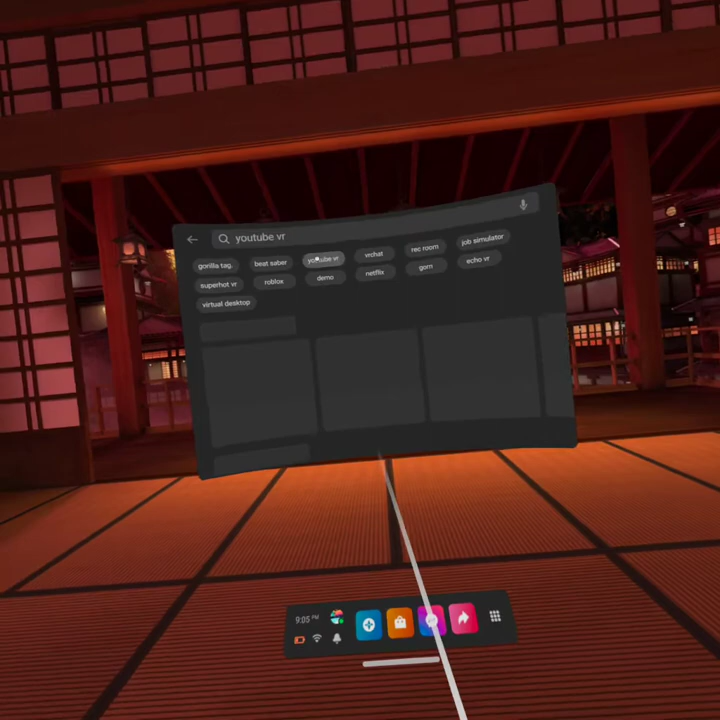 youtube vr
gorilla tag. beat saber youtube vr vrchat rec room job simulator
superhot vr roblox demo netflix gorn echo vr
virtual desktop
9:05 PM